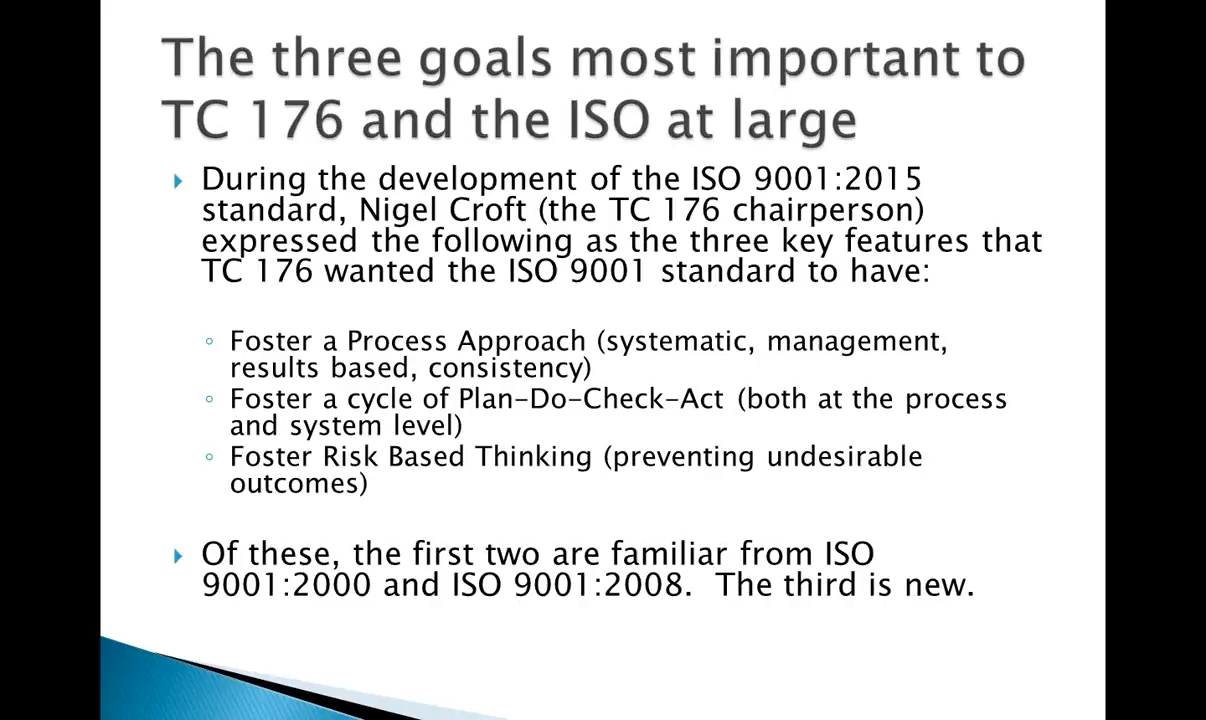 The three goals most important to
TC 176 and the ISO at large
During the development of the ISO 9001:2015
standard, Nigel Croft (the TC 176 chairperson)
expressed the following as the three key features that
TC 176 wanted the ISO 9001 standard to have:
Foster a Process Approach (systematic, management,
results based, consistency)
Foster a cycle of Plan-Do-Check-Act (both at the process
and system level)
Foster Risk Based Thinking (preventing undesirable
outcomes)
Of these, the first two are familiar from ISO
9001:2000 and ISO 9001:2008.  The third is new.